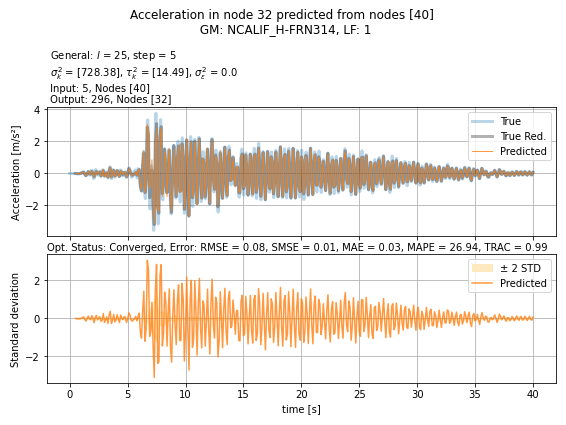 Acceleration in node 32 predicted from nodes [40]
GM: NCALIF_H-FRN314, LF: 1
General: l = 25, step = 5
σ²ₖ = [728.38], τ²ₖ = [14.49], σ²ε = 0.0
Input: 5, Nodes [40]
Output: 296, Nodes [32]
Acceleration [m/s²]
4
2
0
−2
True
True Red.
Predicted
Opt. Status: Converged, Error: RMSE = 0.08, SMSE = 0.01, MAE = 0.03, MAPE = 26.94, TRAC = 0.99
Standard deviation
2
0
−2
± 2 STD
Predicted
0 5 10 15 20 25 30 35 40
time [s]